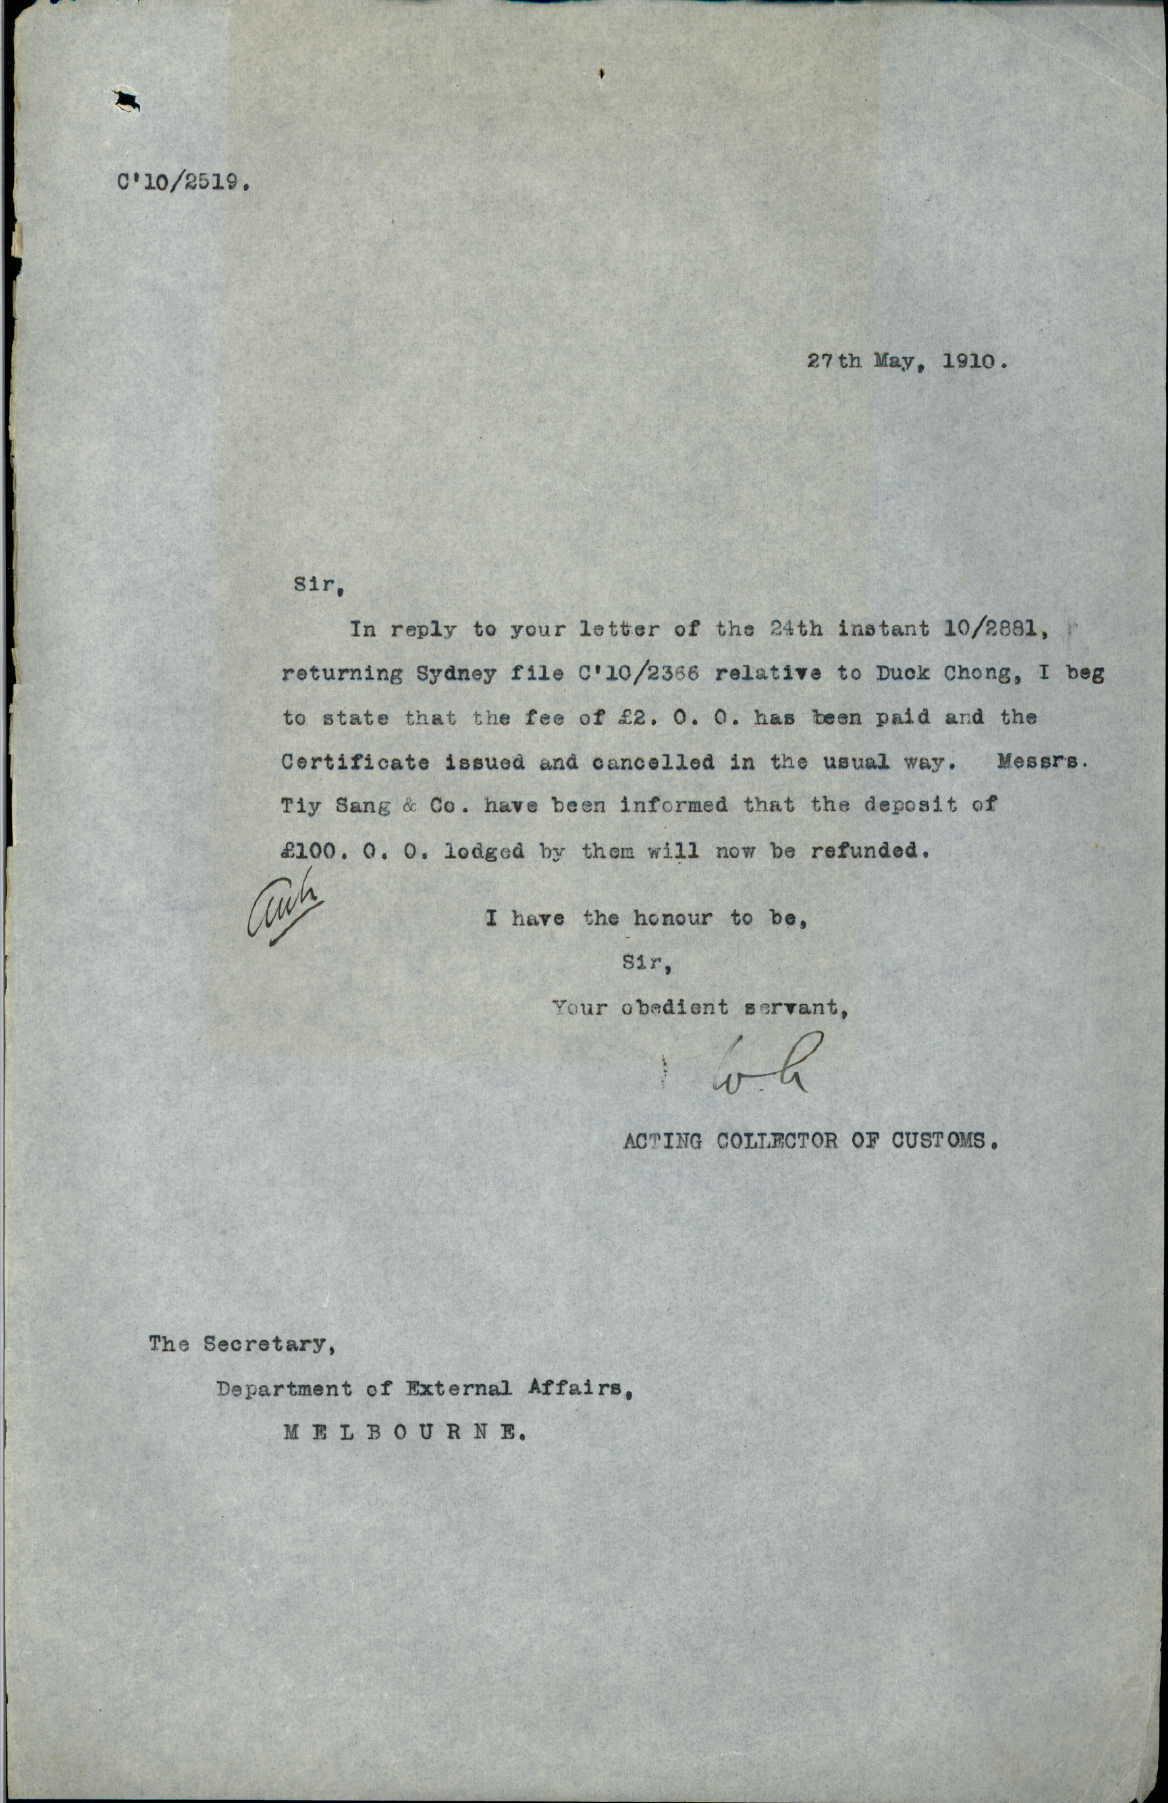 C'10/2519.
27th May, 1910.
Sir,
In reply to your letter of the 24th instant 10/2881,
returning Sydney file C'10/2366 relative to Duck Chong, I beg
to state that the fee of £2. 0. 0. has been paid and the
Certificate issued and cancelled in the usual way. Messrs.
Tiy Sang & Co. have been informed that the deposit of
£100. 0. 0. lodged by them will now be refunded.
I have the honour to be,
Sir,
Your obedient servant,
ACTING COLLECTOR OF CUSTOMS.
The Secretary,
Department of External Affairs,
M E L B O U R N E.